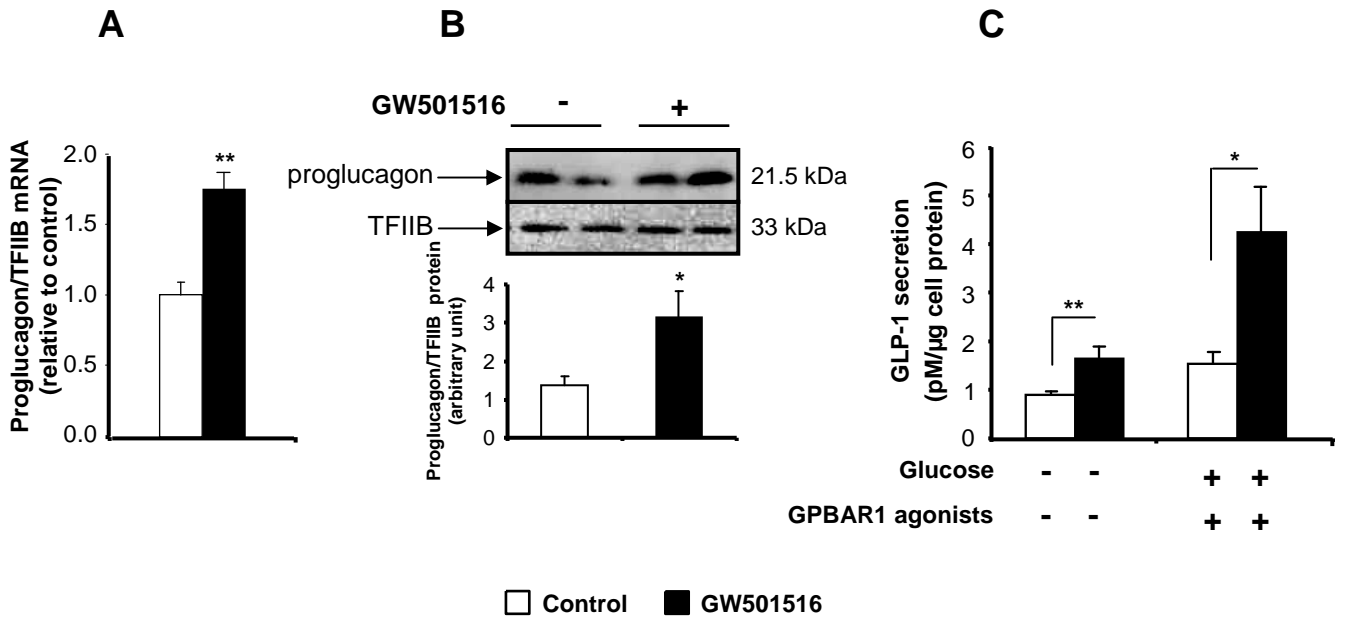 A
B
C
Proglucagon/TFIIB mRNA
(relative to control)
2.0
1.5
1.0
0.5
0.0
**
GW501516
-
+
proglucagon
21.5 kDa
TFIIB
33 kDa
Proglucagon/TFIIB protein
(arbitrary unit)
4
3
2
1
0
*
GLP-1 secretion
(pM/µg cell protein)
6
5
4
3
2
1
0
**
*
Glucose - - + +
GPBAR1 agonists - - + +
Control GW501516